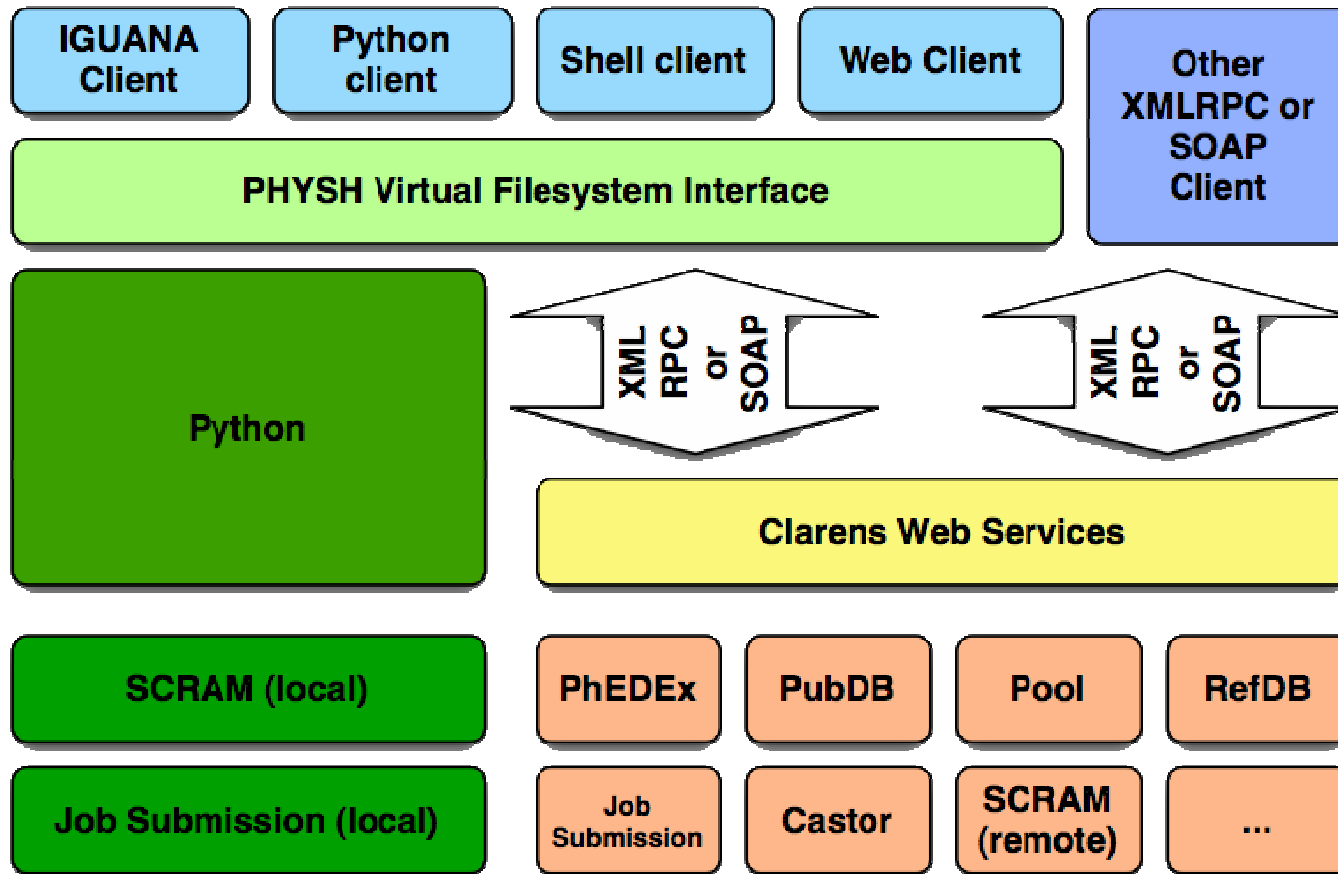 IGUANA
Client
Python
client
Shell client
Web Client
Other
XMLRPC or
SOAP
Client
PHYSH Virtual Filesystem Interface
Python
XML
RPC
or
SOAP
XML
RPC
or
SOAP
Clarens Web Services
SCRAM (local)
PhEDEx
PubDB
Pool
RefDB
Job Submission (local)
Job
Submission
Castor
SCRAM
(remote)
...